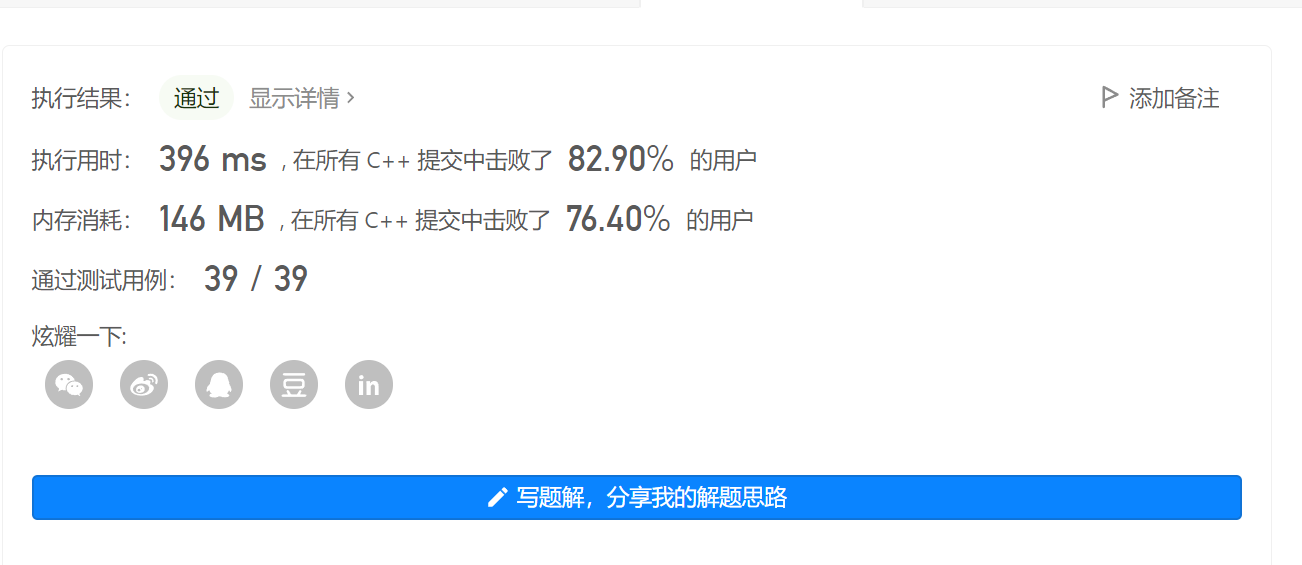 执行结果： 通过 显示详情 > 添加备注
执行用时： 396 ms , 在所有 C++ 提交中击败了 82.90% 的用户
内存消耗： 146 MB , 在所有 C++ 提交中击败了 76.40% 的用户
通过测试用例： 39 / 39
炫耀一下:
豆 in
写题解，分享我的解题思路